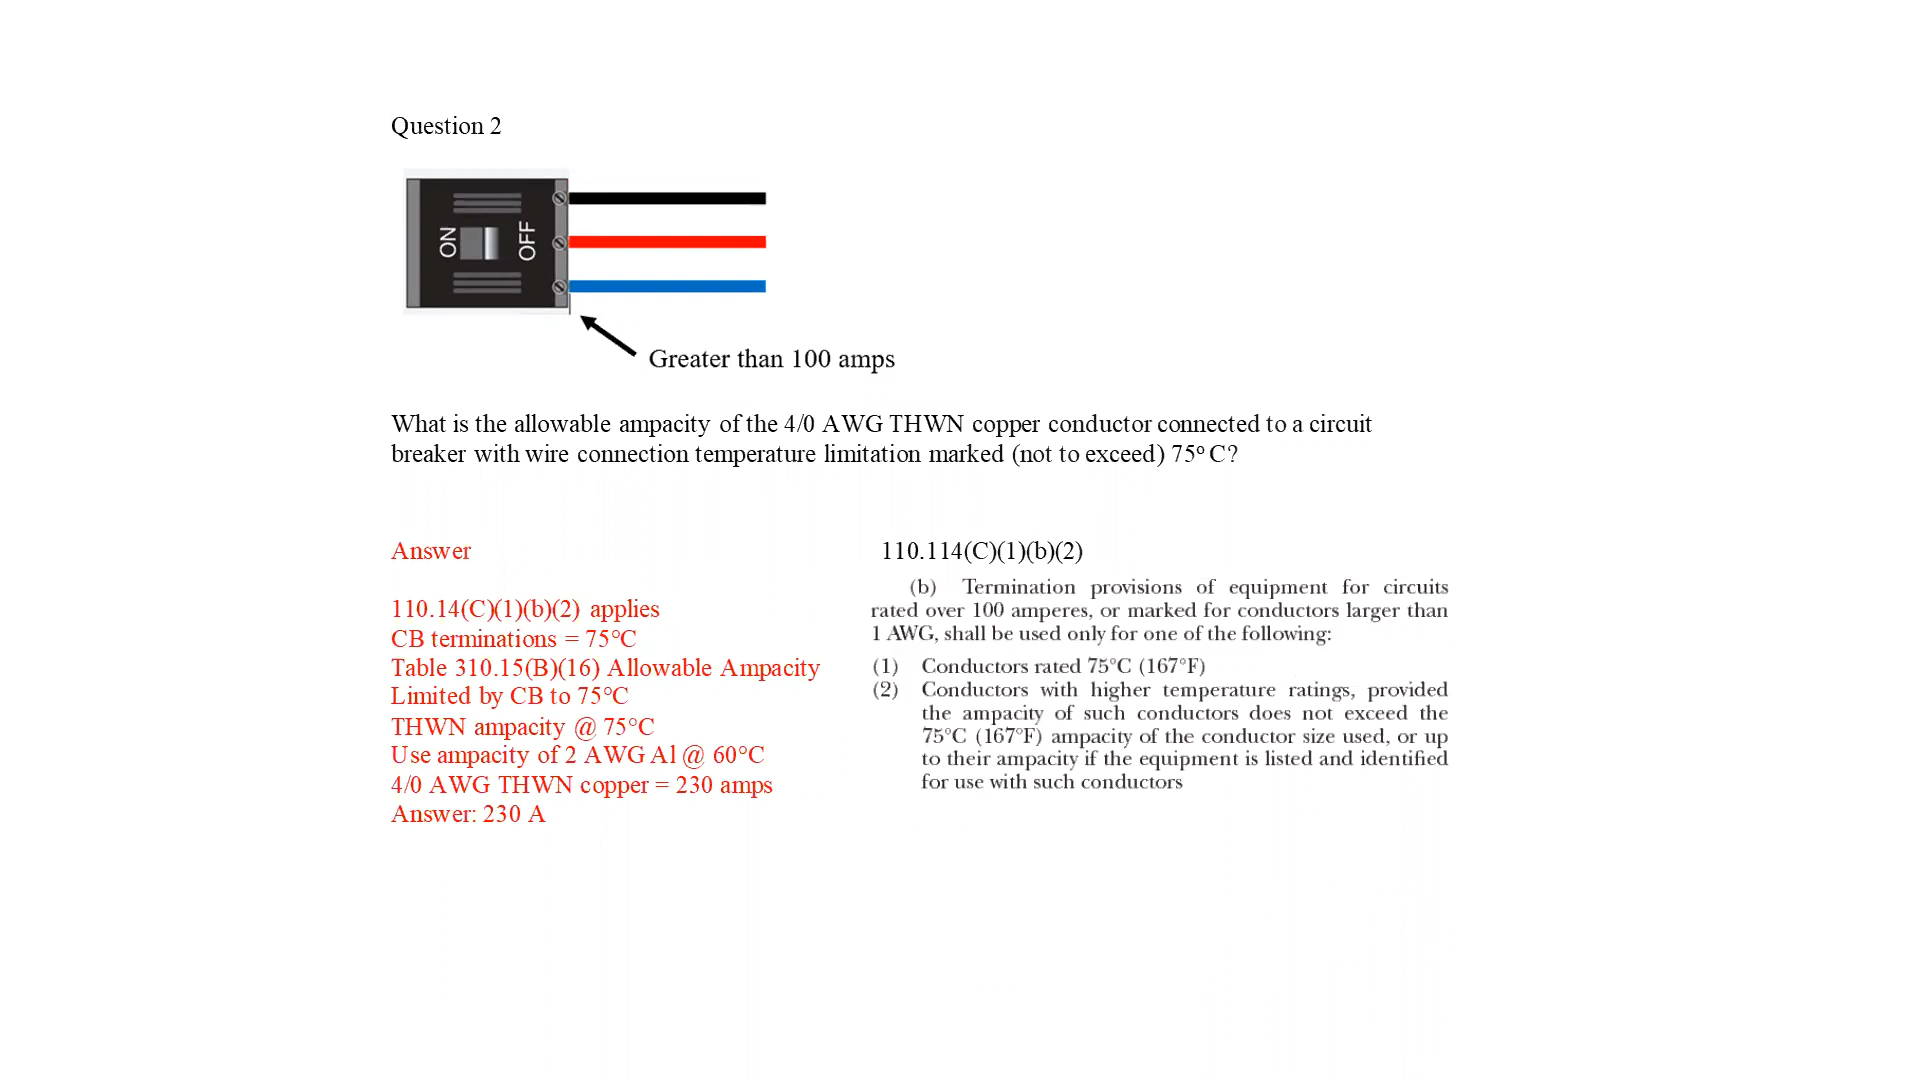 Question 2
ON
OFF
Greater than 100 amps
What is the allowable ampacity of the 4/0 AWG THWN copper conductor connected to a circuit
breaker with wire connection temperature limitation marked (not to exceed) 75° C?
Answer
110.14(C)(1)(b)(2) applies
CB terminations = 75°C
Table 310.15(B)(16) Allowable Ampacity
Limited by CB to 75°C
THWN ampacity @ 75°C
Use ampacity of 2 AWG Al @ 60°C
4/0 AWG THWN copper = 230 amps
Answer: 230 A
110.114(C)(1)(b)(2)
(b) Termination provisions of equipment for circuits
rated over 100 amperes, or marked for conductors larger than
1 AWG, shall be used only for one of the following:
(1) Conductors rated 75°C (167°F)
(2) Conductors with higher temperature ratings, provided
the ampacity of such conductors does not exceed the
75°C (167°F) ampacity of the conductor size used, or up
to their ampacity if the equipment is listed and identified
for use with such conductors